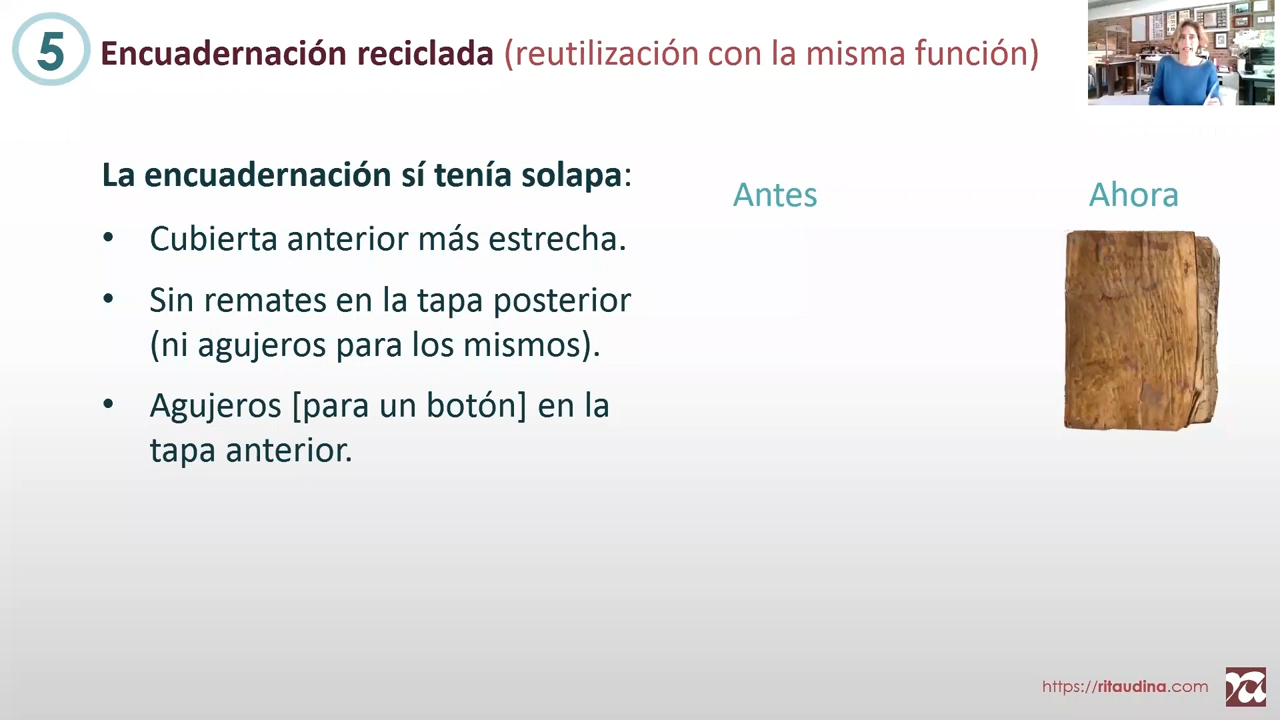 5
Encuadernación reciclada (reutilización con la misma función)
La encuadernación sí tenía solapa:
• Cubierta anterior más estrecha.
• Sin remates en la tapa posterior
(ni agujeros para los mismos).
• Agujeros [para un botón] en la
tapa anterior.
Antes
Ahora
https://ritaudina.com